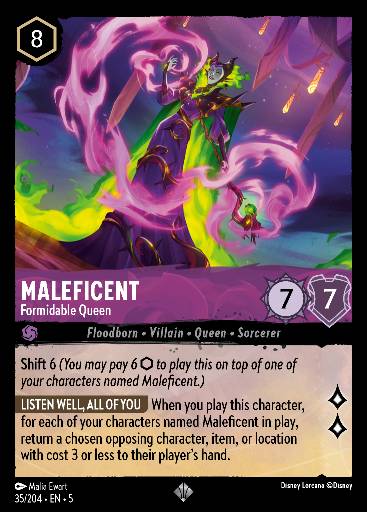 8
MALEFICENT
Formidable Queen
7
7
Floodborn • Villain • Queen • Sorcerer
Shift 6 (You may pay 6 ⬡ to play this on top of one of
your characters named Maleficent.)
LISTEN WELL, ALL OF YOU When you play this character,
for each of your characters named Maleficent in play,
return a chosen opposing character, item, or location
with cost 3 or less to their player's hand.
Malia Ewart
Disney Lorcana ©Disney
35/204 • EN • 5